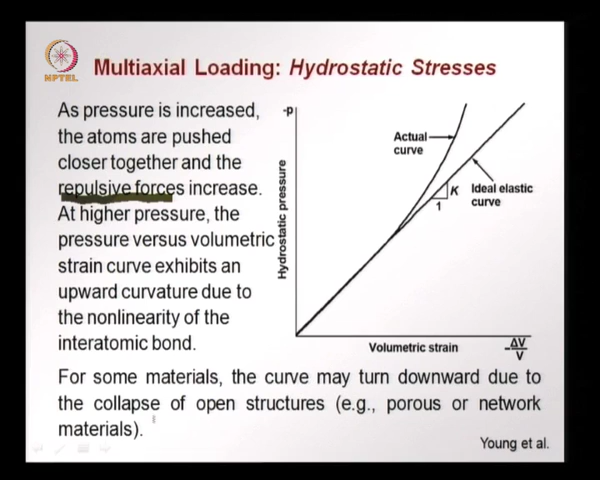 NPTEL
Multiaxial Loading: Hydrostatic Stresses
As pressure is increased,
the atoms are pushed
closer together and the
repulsive forces increase.
At higher pressure, the
pressure versus volumetric
strain curve exhibits an
upward curvature due to
the nonlinearity of the
interatomic bond.
-p
Hydrostatic pressure
Actual
curve
K
1
Ideal elastic
curve
Volumetric strain
-ΔV/V
For some materials, the curve may turn downward due to
the collapse of open structures (e.g., porous or network
materials).
Young et al.